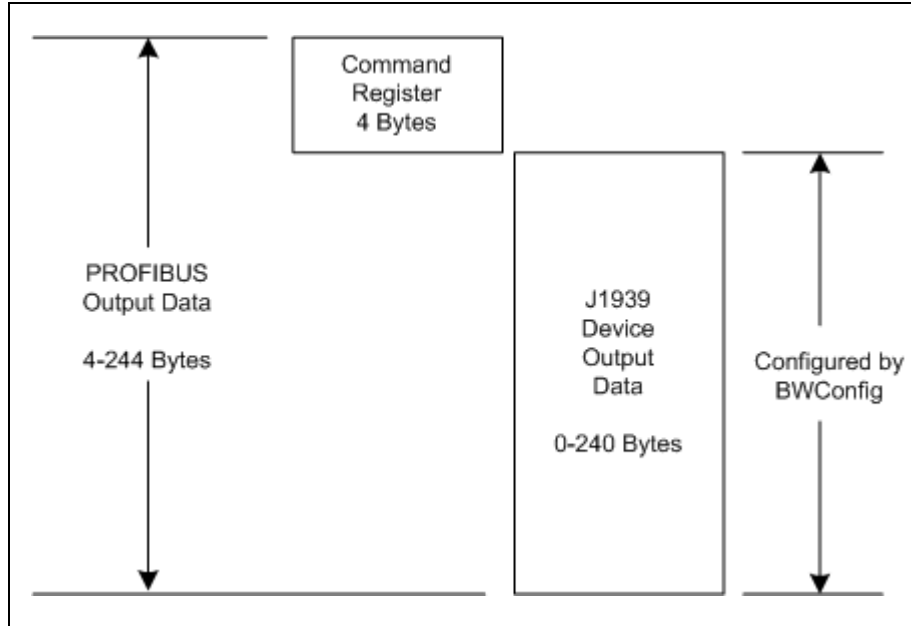 Command
Register
4 Bytes
PROFIBUS
Output Data
4-244 Bytes
J1939
Device
Output
Data
0-240 Bytes
Configured by
BWConfig